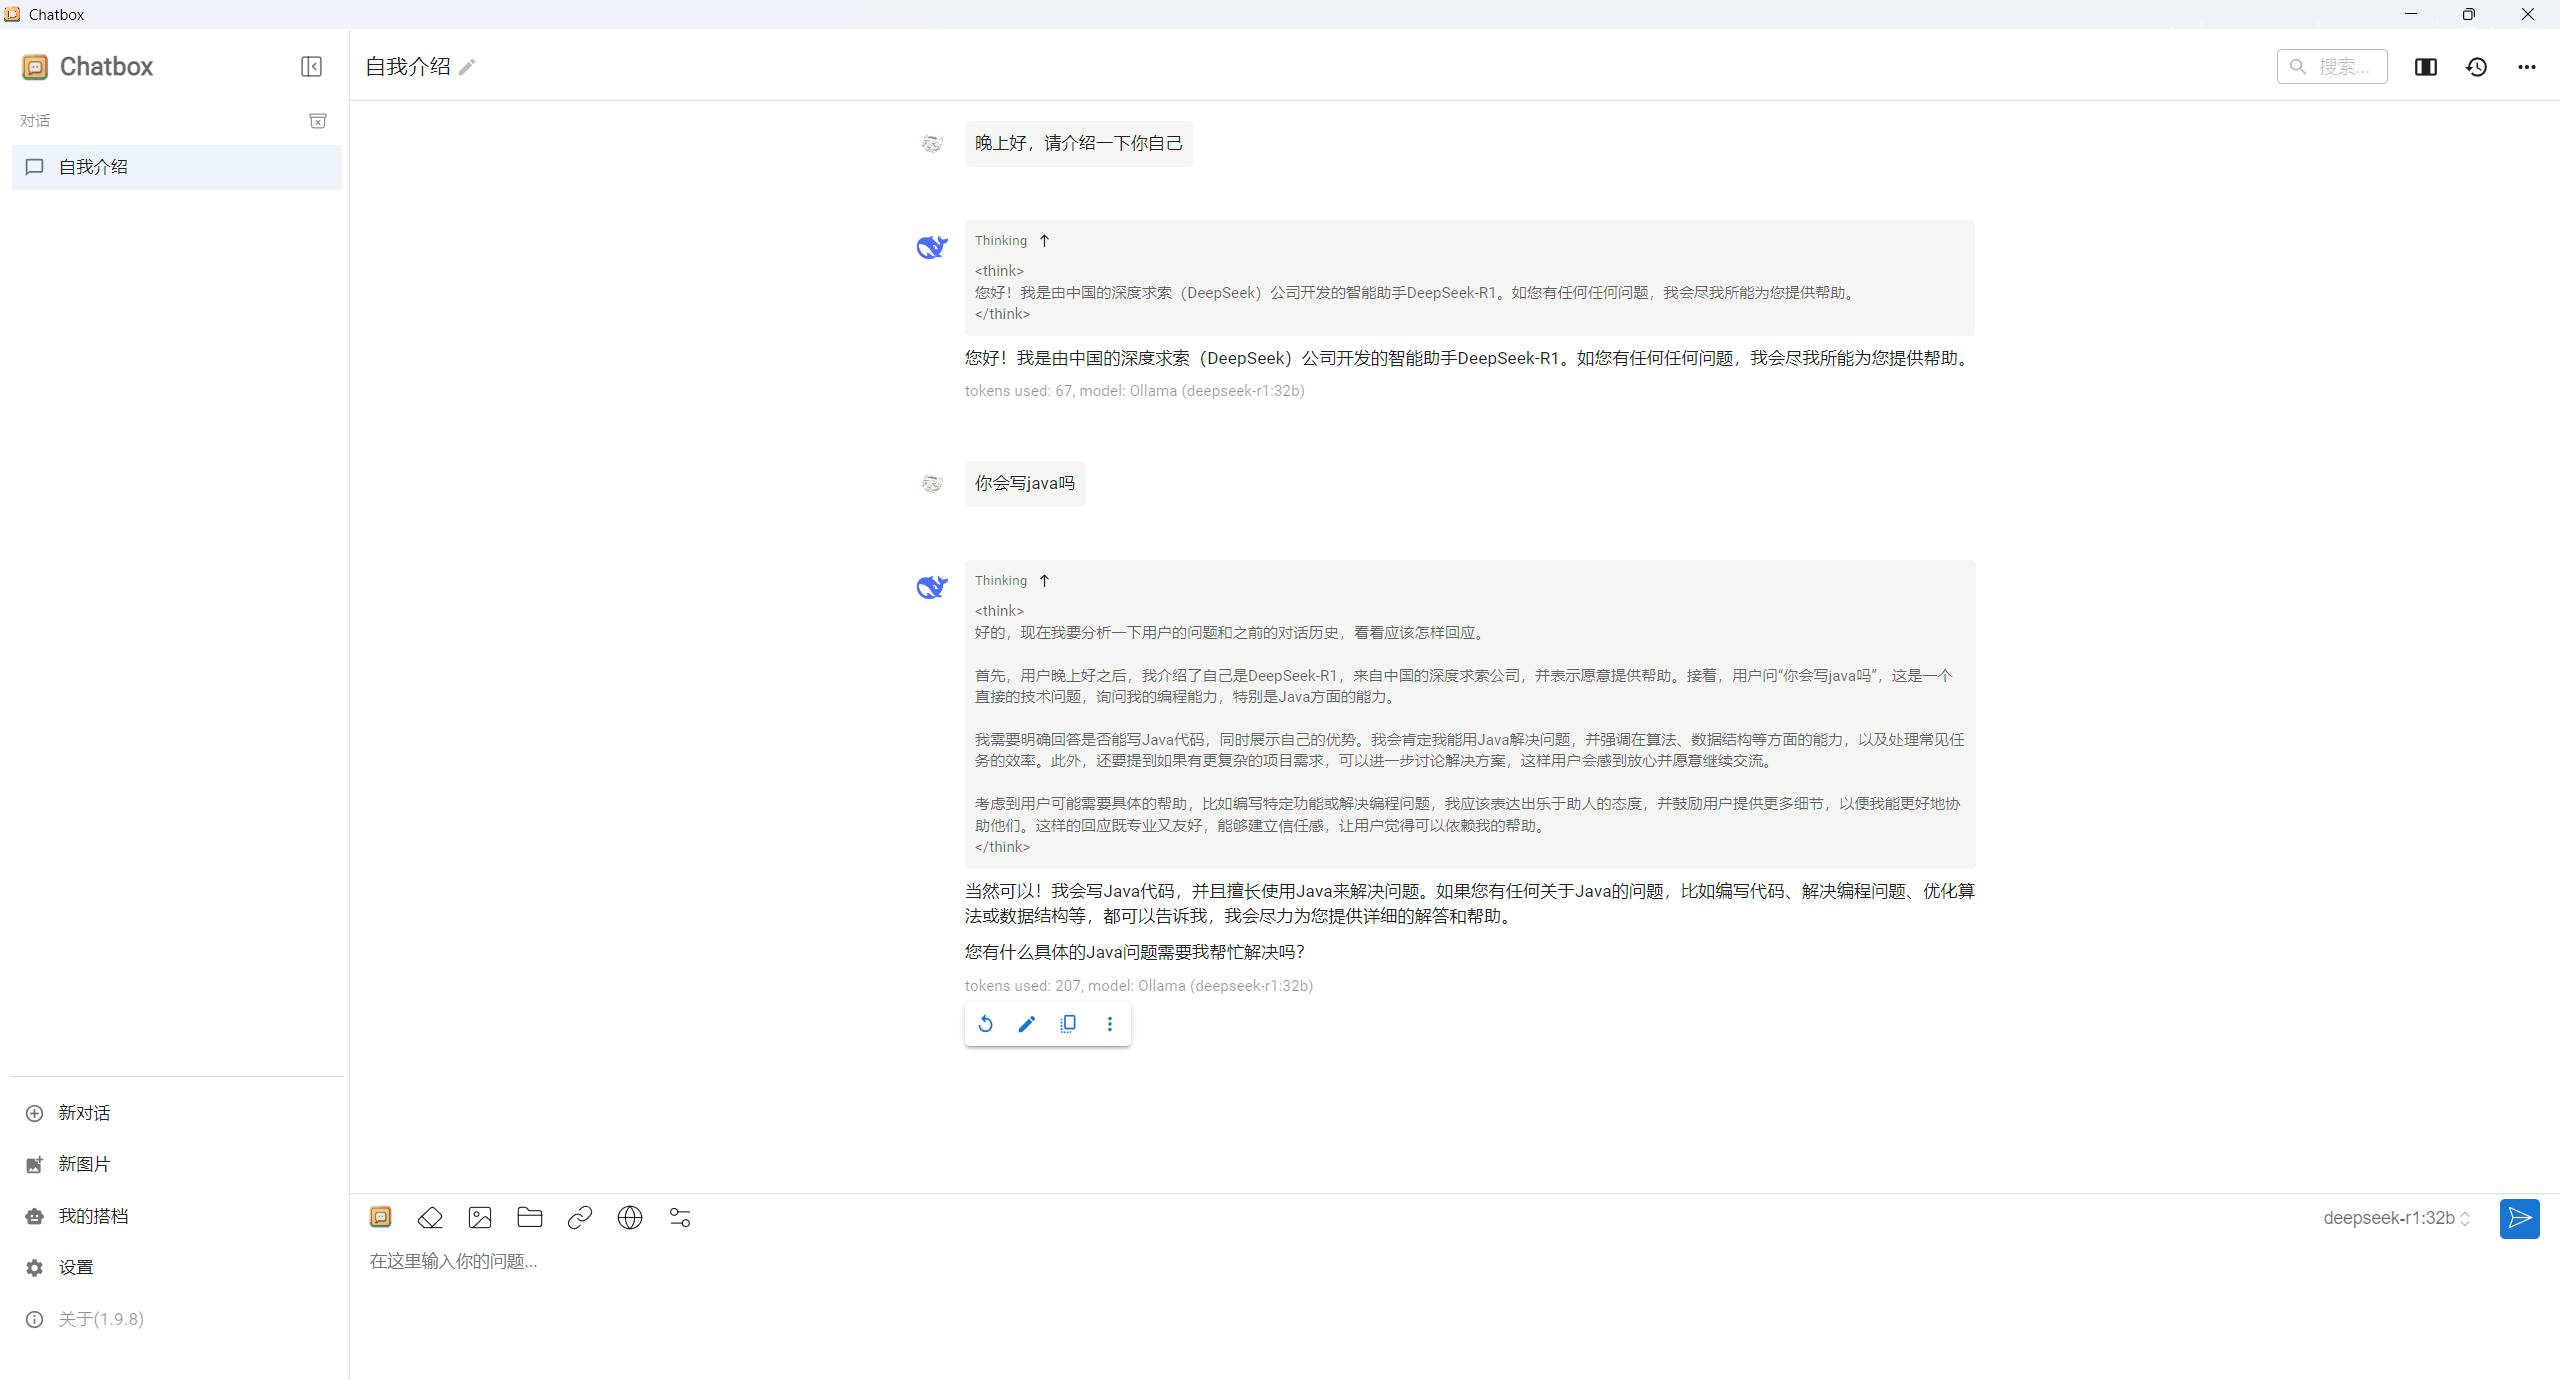 Chatbox
Chatbox
对话
自我介绍
新对话
新图片
我的搭档
设置
关于(1.9.8)
自我介绍
搜索...
晚上好，请介绍一下你自己
Thinking ↑
<think>
您好！我是由中国的深度求索（DeepSeek）公司开发的智能助手DeepSeek-R1。如您有任何任何问题，我会尽我所能为您提供帮助。
</think>
您好！我是由中国的深度求索（DeepSeek）公司开发的智能助手DeepSeek-R1。如您有任何任何问题，我会尽我所能为您提供帮助。
tokens used: 67, model: Ollama (deepseek-r1:32b)
你会写java吗
Thinking ↑
<think>
好的，现在我要分析一下用户的问题和之前的对话历史，看看应该怎样回应。
首先，用户晚上好之后，我介绍了自己是DeepSeek-R1，来自中国的深度求索公司，并表示愿意提供帮助。接着，用户问“你会写java吗”，这是一个
直接的技术问题，询问我的编程能力，特别是Java方面的能力。
我需要明确回答是否能写Java代码，同时展示自己的优势。我会肯定我能用Java解决问题，并强调在算法、数据结构等方面的能力，以及处理常见任
务的效率。此外，还要提到如果有更复杂的项目需求，可以进一步讨论解决方案，这样用户会感到放心并愿意继续交流。
考虑到用户可能需要具体的帮助，比如编写特定功能或解决编程问题，我应该表达出乐于助人的态度，并鼓励用户提供更多细节，以便我能更好地协
助他们。这样的回应既专业又友好，能够建立信任感，让用户觉得可以依赖我的帮助。
</think>
当然可以！我会写Java代码，并且擅长使用Java来解决问题。如果您有任何关于Java的问题，比如编写代码、解决编程问题、优化算
法或数据结构等，都可以告诉我，我会尽力为您提供详细的解答和帮助。
您有什么具体的Java问题需要我帮忙解决吗？
tokens used: 207, model: Ollama (deepseek-r1:32b)
deepseek-r1:32b
在这里输入你的问题...